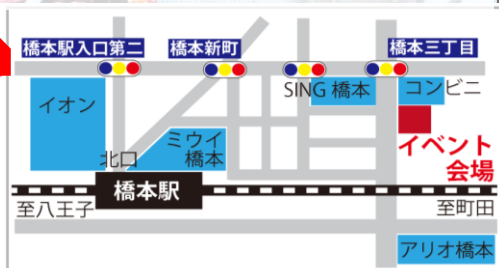 橋本駅入口第二
橋本新町
橋本三丁目
イオン
SING 橋本
コンビニ
ミウイ
橋本
イベント
会場
北口
橋本駅
至八王子
至町田
アリオ橋本